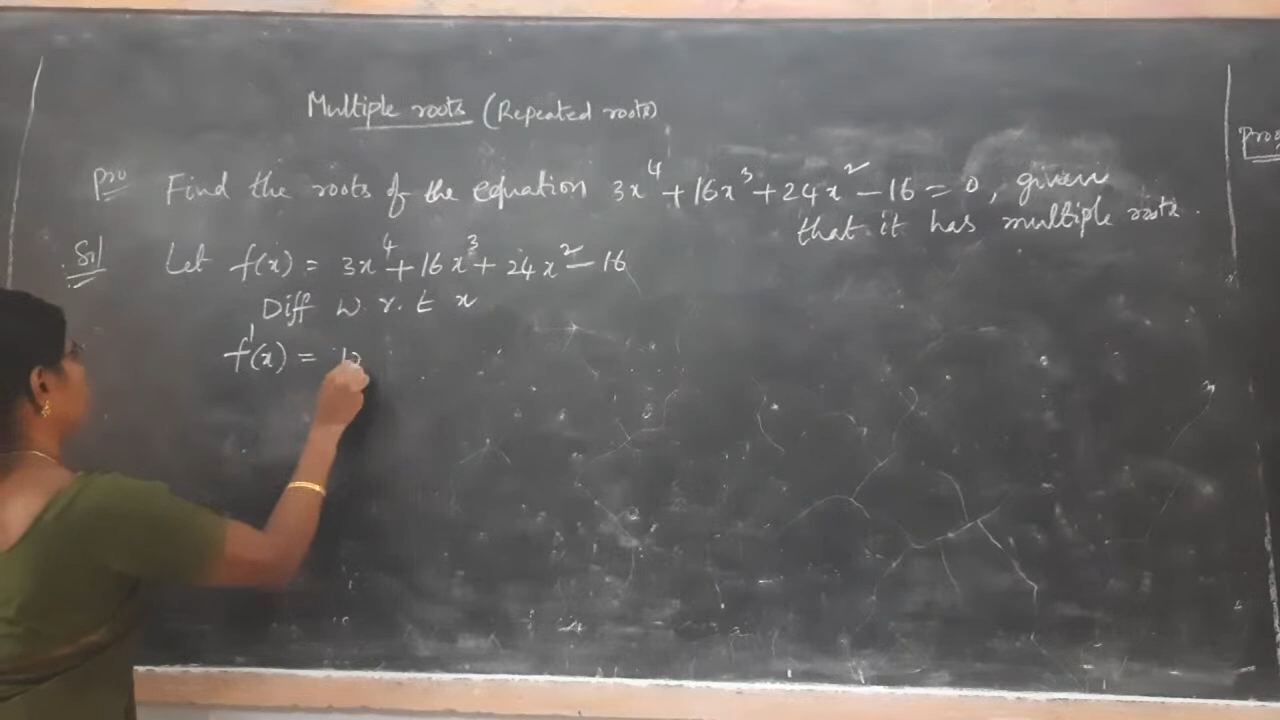 Multiple roots (Repeated roots)
Pro Find the roots of the equation 3x⁴+16x³+24x²−16=0, given
that it has multiple roots.
Sol Let f(x) = 3x⁴+16x³+24x²−16
Diff w.r.t x
f'(x) = 12